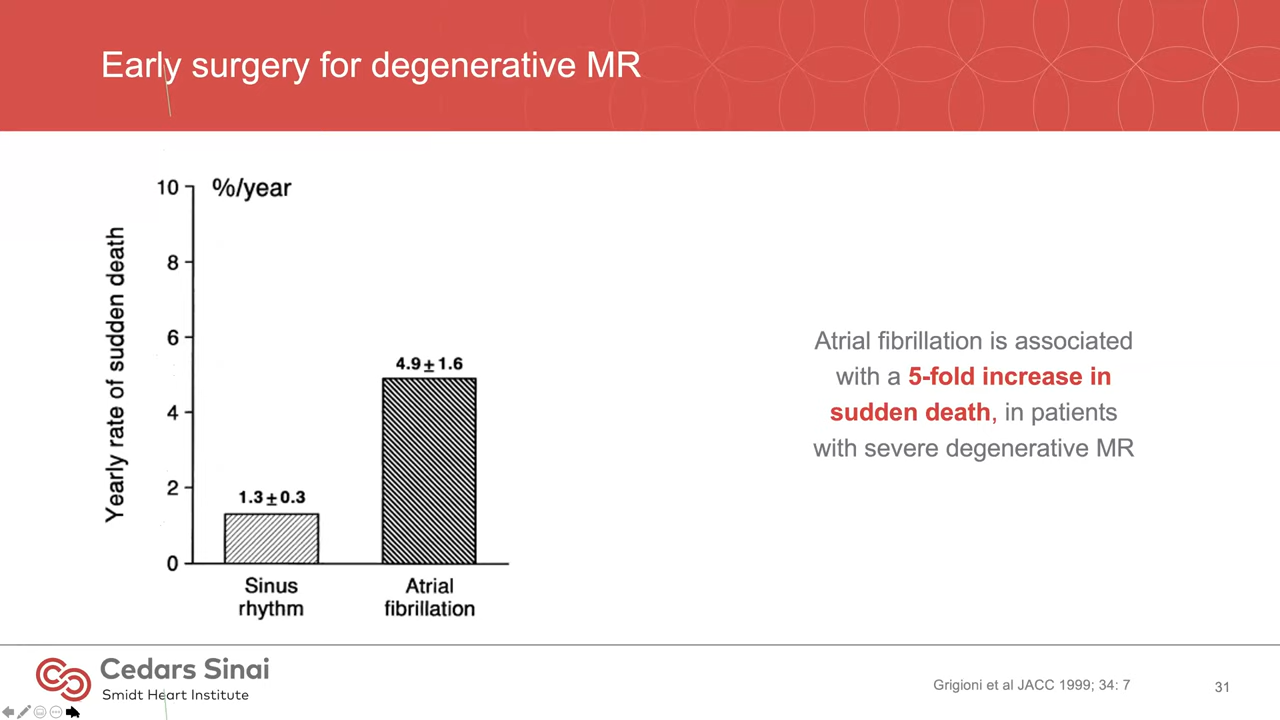 Early surgery for degenerative MR
%/year
Yearly rate of sudden death
10
8
6
4
2
0
4.9±1.6
1.3±0.3
Sinus
rhythm
Atrial
fibrillation
Atrial fibrillation is associated
with a 5-fold increase in
sudden death, in patients
with severe degenerative MR
Cedars Sinai
Smidt Heart Institute
Grigioni et al JACC 1999; 34: 7
31